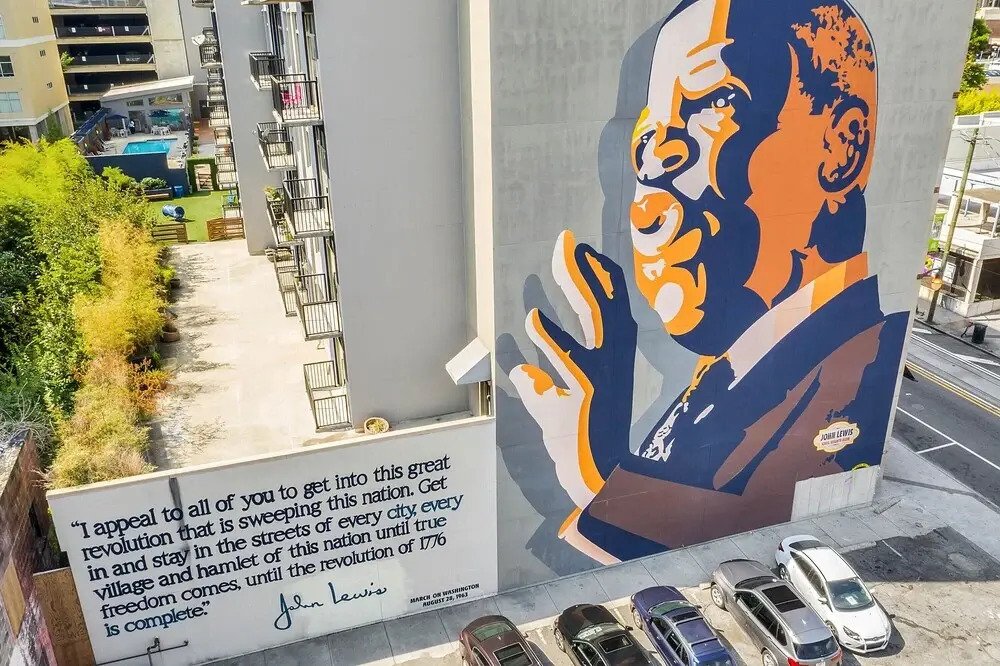 “I appeal to all of you to get into this great
revolution that is sweeping this nation. Get
in and stay in the streets of every city, every
village and hamlet of this nation until true
freedom comes, until the revolution of 1776
is complete.”
John Lewis
MARCH ON WASHINGTON
AUGUST 28, 1963
JOHN LEWIS